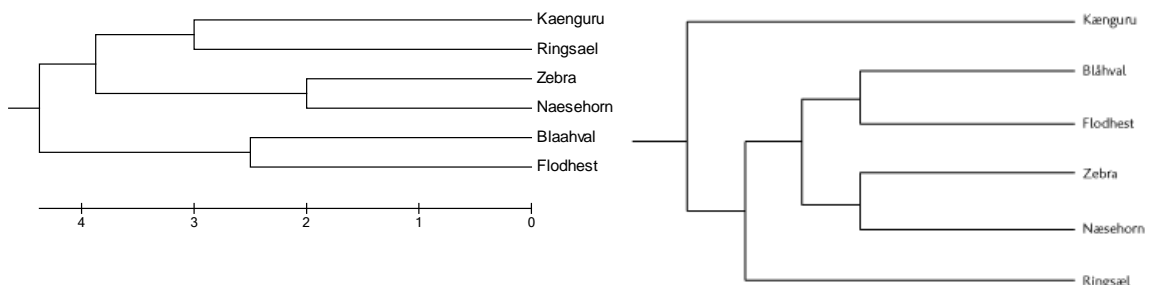 Kaenguru
Ringsael
Zebra
Naesehorn
Blaahval
Flodhest
4 3 2 1 0
Kænguru
Blåhval
Flodhest
Zebra
Næsehorn
Ringsæl